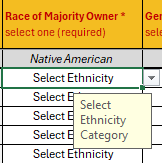 Race of Majority Owner * Ge
select one (required) sel
Native American
Select Ethnicity
Select E
Select E
Select E
Select Ethnicity
Select
Ethnicity
Category